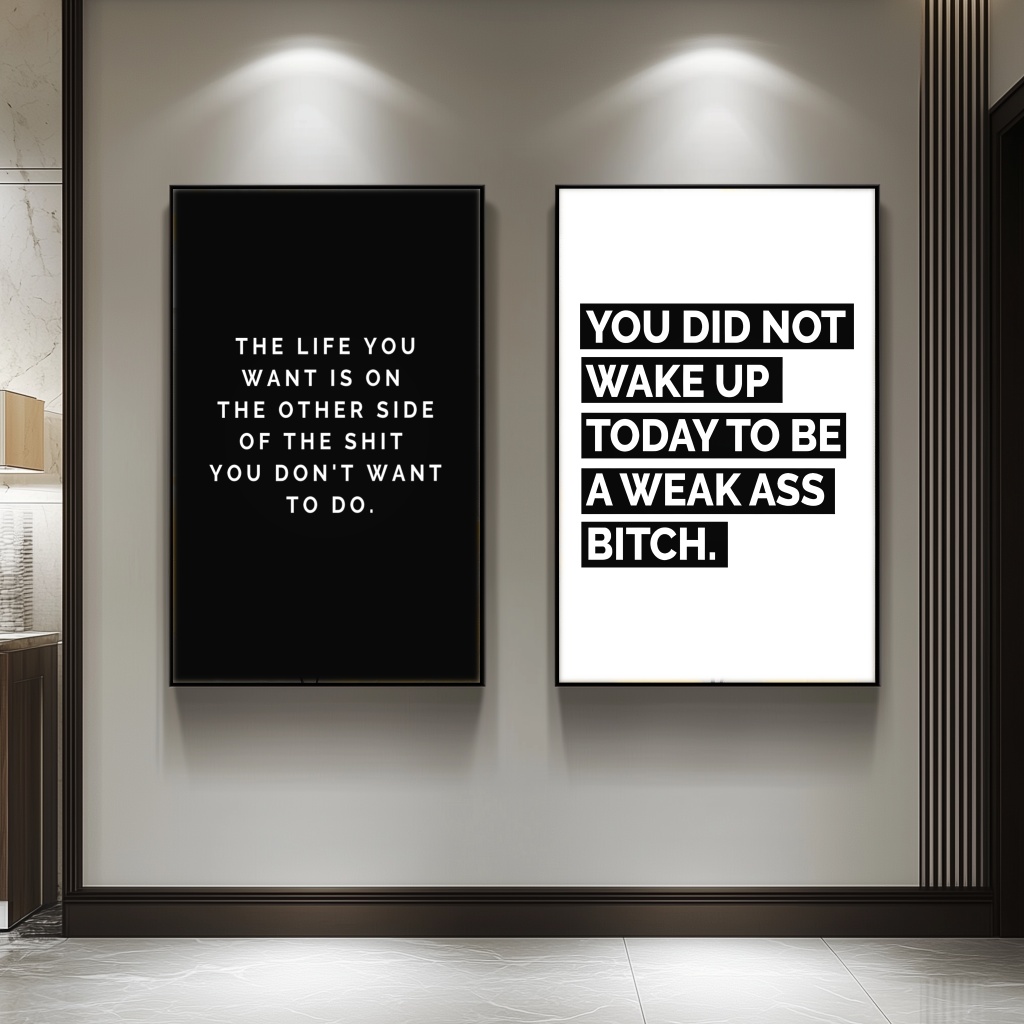 THE LIFE YOU
WANT IS ON
THE OTHER SIDE
OF THE SHIT
YOU DON'T WANT
TO DO.
YOU DID NOT
WAKE UP
TODAY TO BE
A WEAK ASS
BITCH.